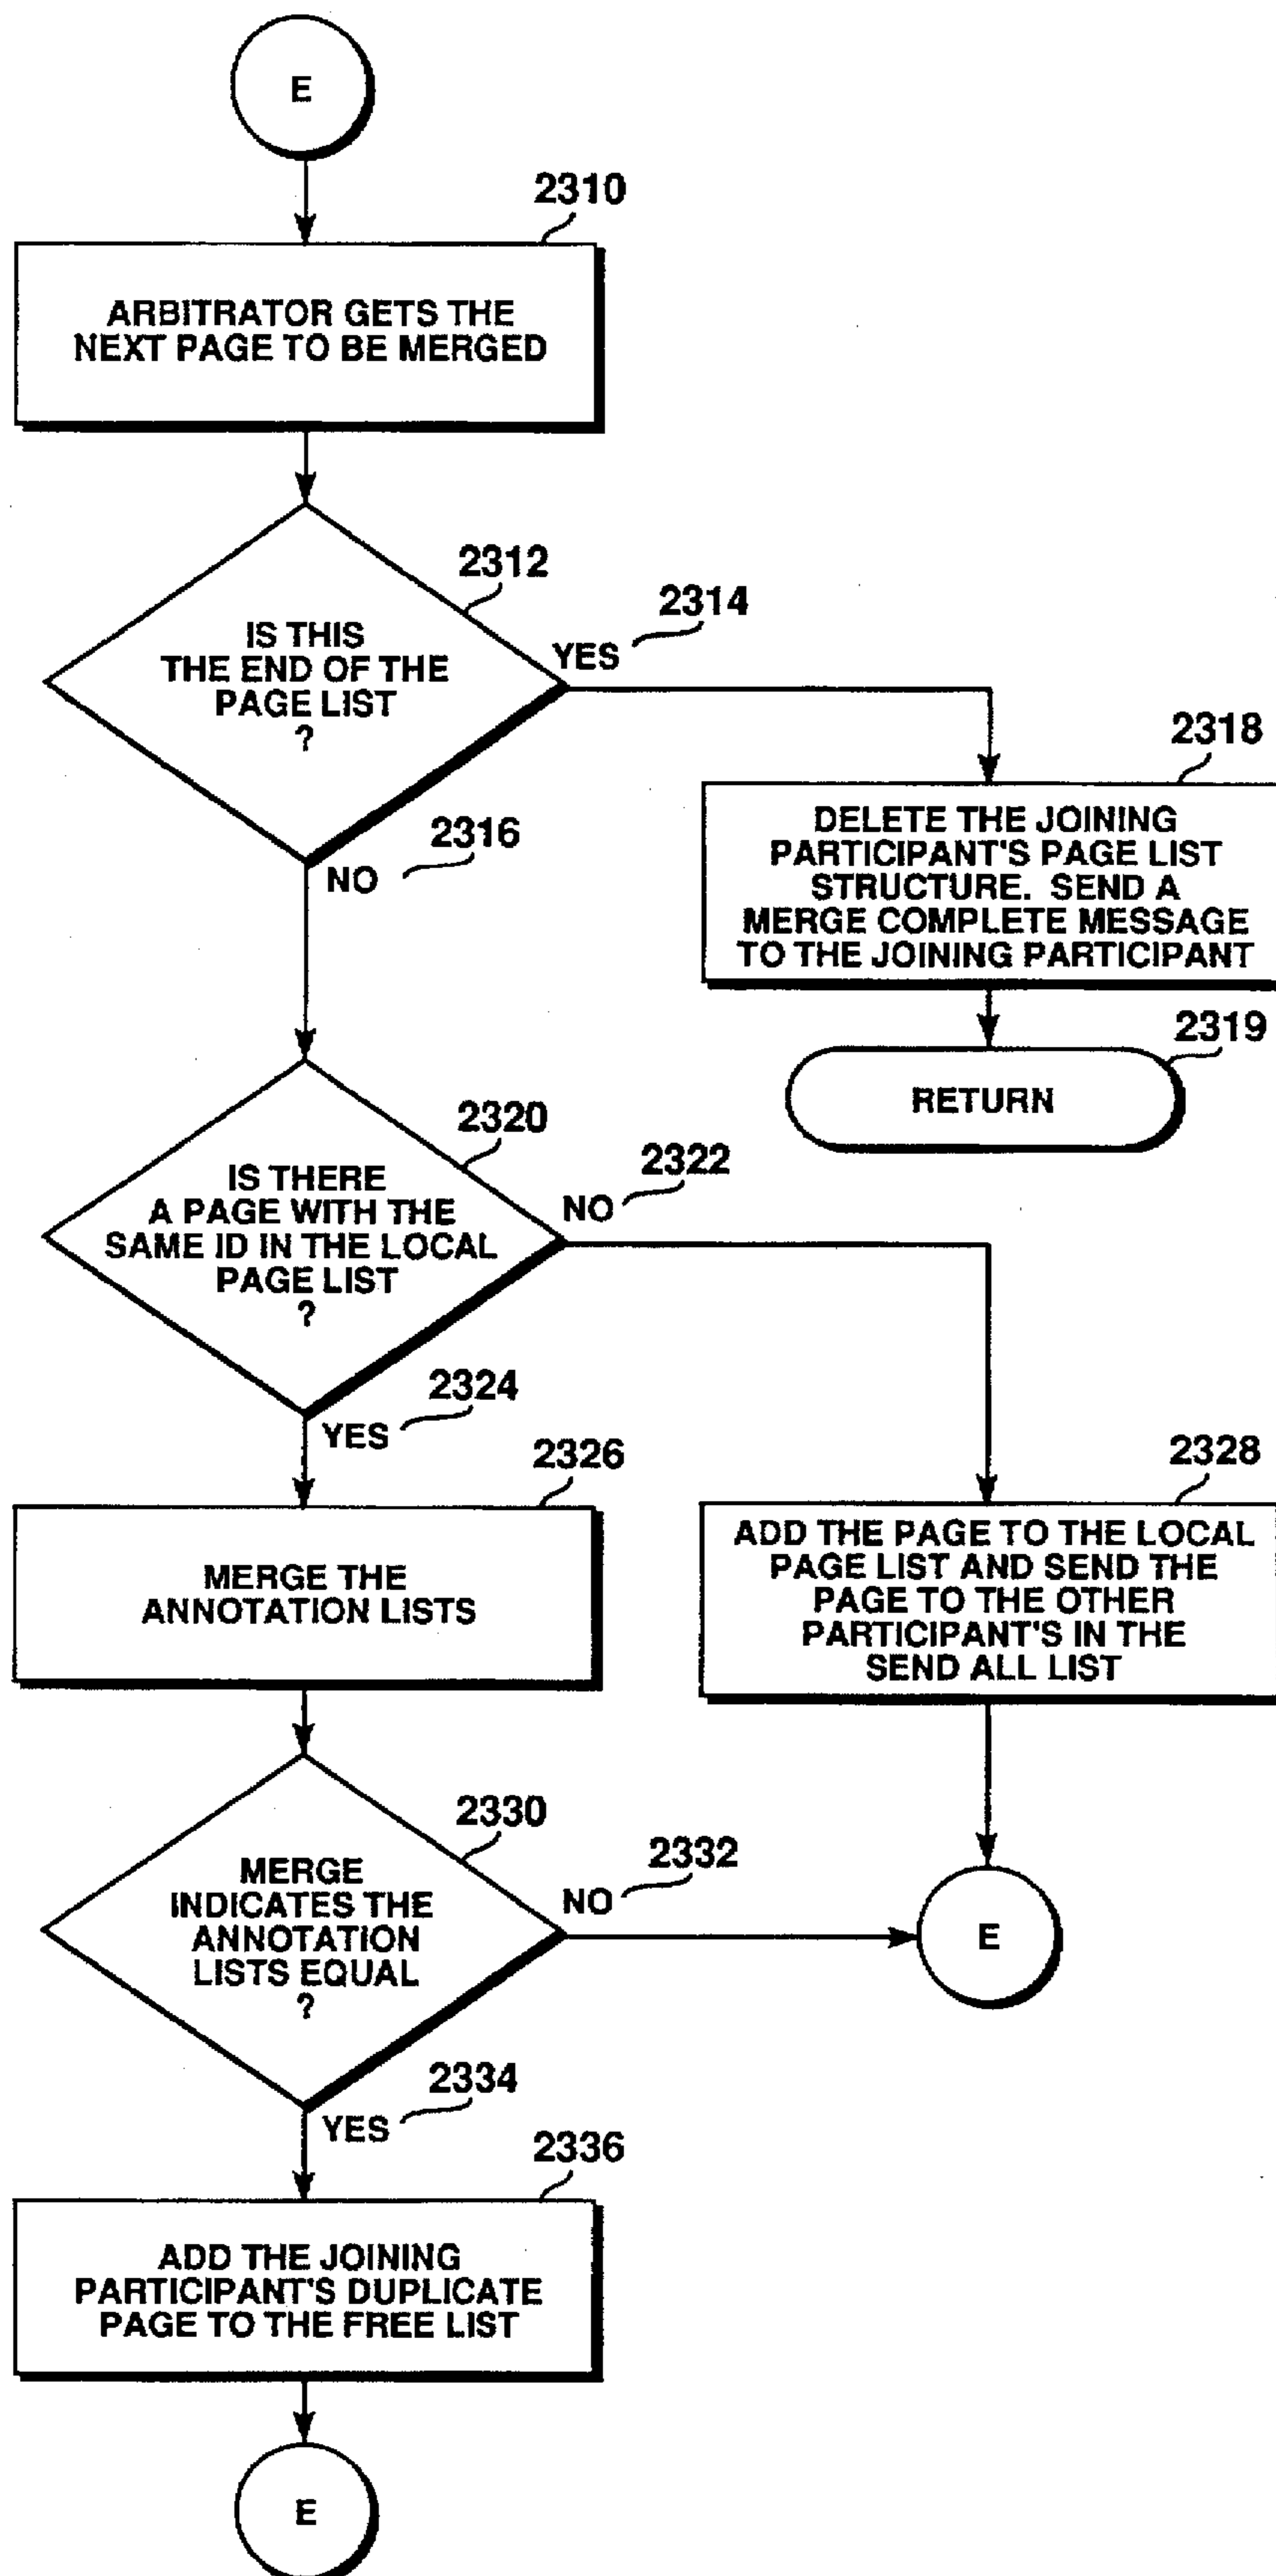 E
2310
ARBITRATOR GETS THE
NEXT PAGE TO BE MERGED
2312
IS THIS
THE END OF THE
PAGE LIST
?
YES
2314
NO
2316
2318
DELETE THE JOINING
PARTICIPANT'S PAGE LIST
STRUCTURE. SEND A
MERGE COMPLETE MESSAGE
TO THE JOINING PARTICIPANT
2319
RETURN
2320
IS THERE
A PAGE WITH THE
SAME ID IN THE LOCAL
PAGE LIST
?
NO
2322
YES
2324
2326
MERGE THE
ANNOTATION LISTS
2328
ADD THE PAGE TO THE LOCAL
PAGE LIST AND SEND THE
PAGE TO THE OTHER
PARTICIPANT'S IN THE
SEND ALL LIST
2330
MERGE
INDICATES THE
ANNOTATION
LISTS EQUAL
?
NO
2332
E
YES
2334
2336
ADD THE JOINING
PARTICIPANT'S DUPLICATE
PAGE TO THE FREE LIST
E